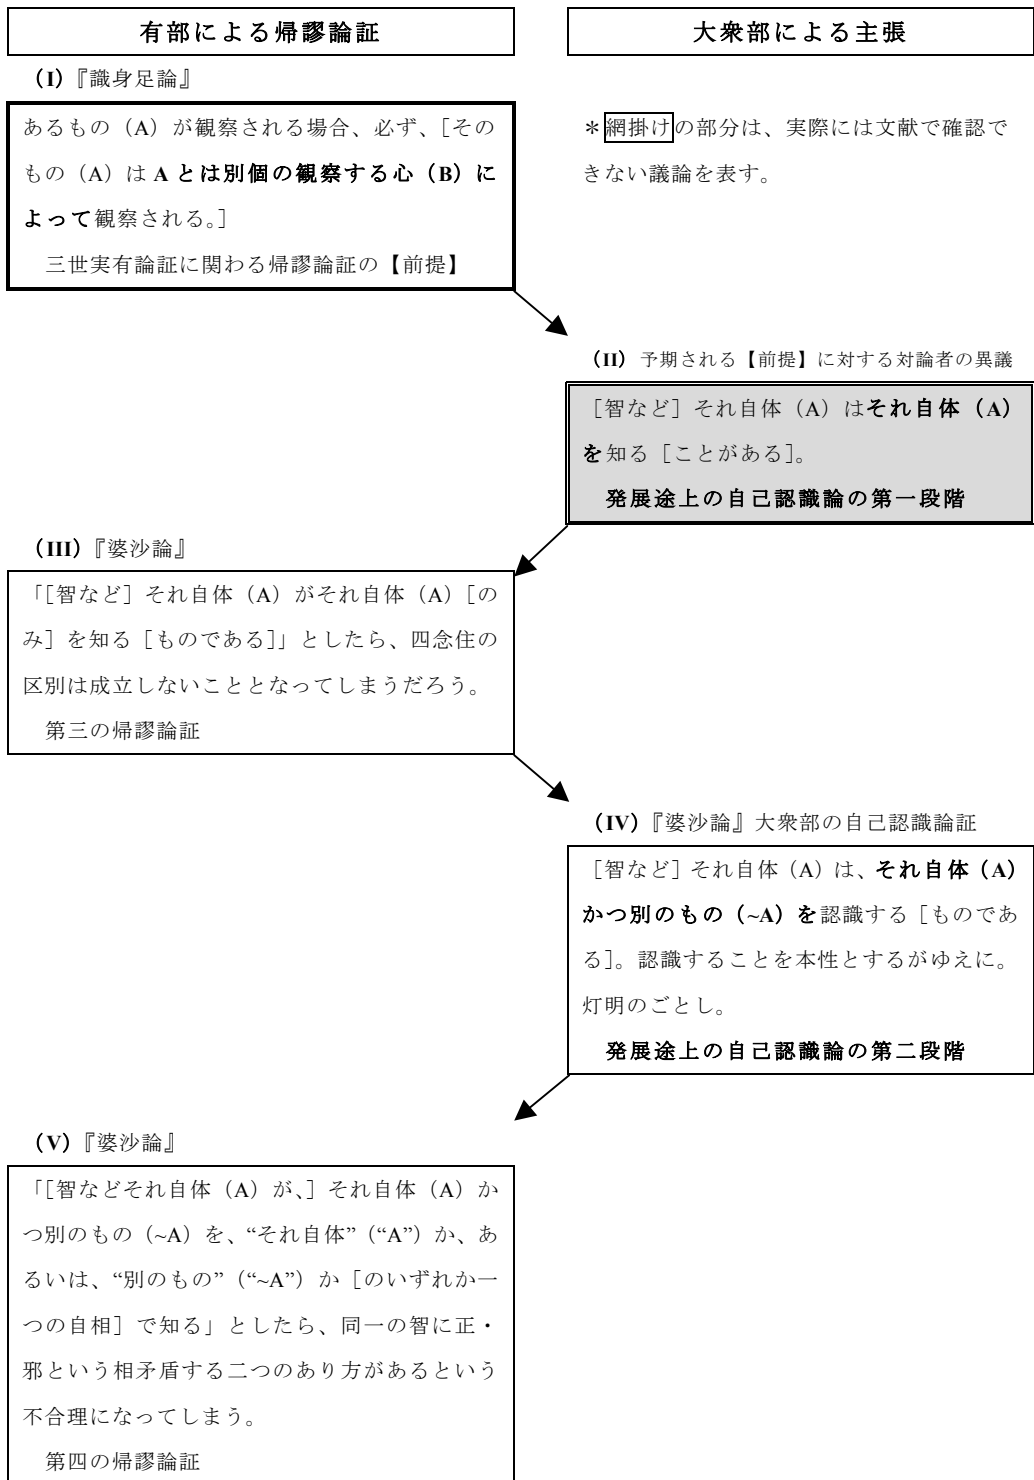 有部による帰謬論証
大衆部による主張
（I）『識身足論』
あるもの（A）が観察される場合、必ず、［その
もの（A）は A とは別個の観察する心（B）に
よって観察される。］
三世実有論証に関わる帰謬論証の【前提】
＊網掛けの部分は、実際には文献で確認で
きない議論を表す。
（II）予期される【前提】に対する対論者の異議
［智など］それ自体（A）はそれ自体（A）
を知る［ことがある］。
発展途上の自己認識論の第一段階
（III）『婆沙論』
「［智など］それ自体（A）がそれ自体（A）［の
み］を知る［ものである］」としたら、四念住の
区別は成立しないこととなってしまうだろう。
第三の帰謬論証
（IV）『婆沙論』大衆部の自己認識論証
［智など］それ自体（A）は、それ自体（A）
かつ別のもの（~A）を認識する［ものであ
る］。認識することを本性とするがゆえに。
灯明のごとし。
発展途上の自己認識論の第二段階
（V）『婆沙論』
「［智などそれ自体（A）が、］それ自体（A）か
つ別のもの（~A）を、“それ自体”（“A”）か、あ
るいは、“別のもの”（“~A”）か［のいずれか一
つの自相］で知る」としたら、同一の智に正・
邪という相矛盾する二つのあり方があるという
不合理になってしまう。
第四の帰謬論証